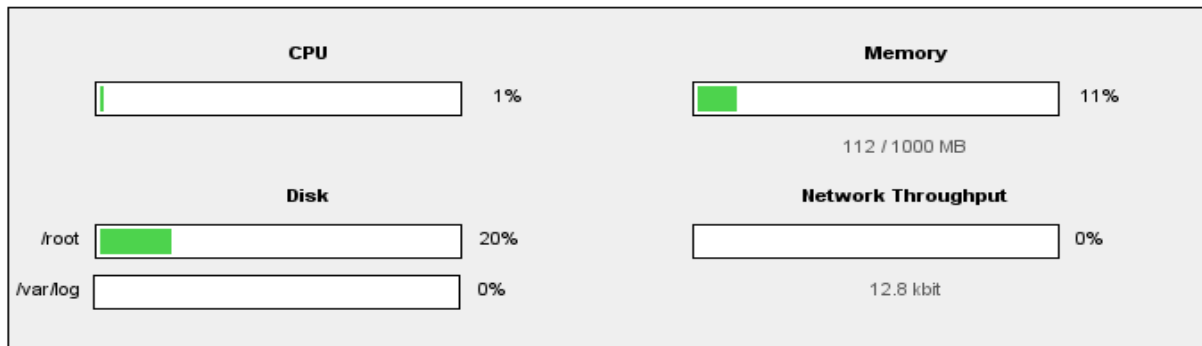 CPU
1%
Memory
11%
112 / 1000 MB
Disk
/root
20%
/var/log
0%
Network Throughput
0%
12.8 kbit